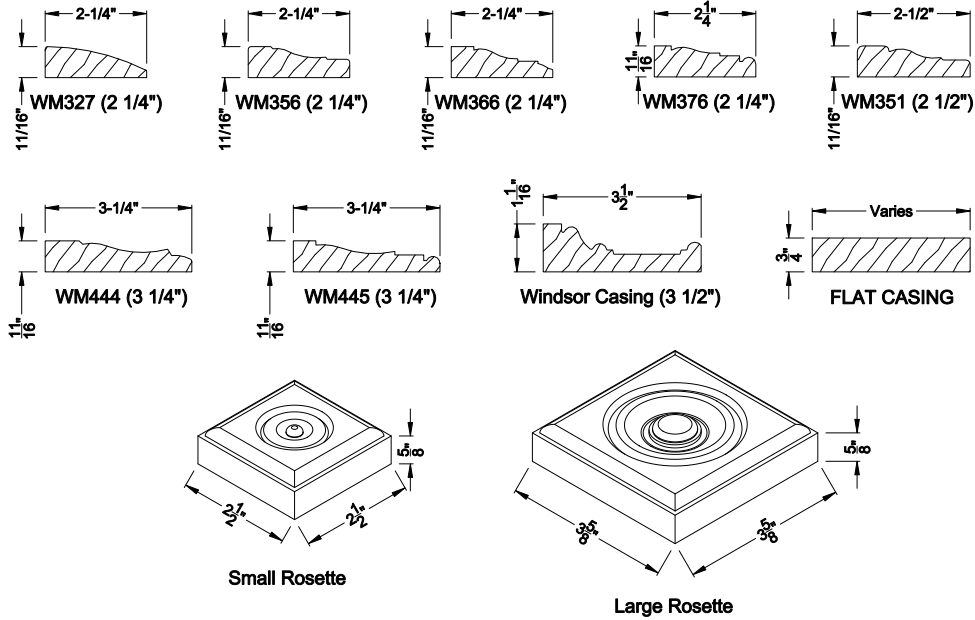 2-1/4"
2-1/4"
2-1/4"
2 1/4"
2-1/2"
11/16"
11/16"
11/16"
11/16"
11/16"
WM327 (2 1/4")
WM356 (2 1/4")
WM366 (2 1/4")
WM376 (2 1/4")
WM351 (2 1/2")
3-1/4"
3-1/4"
1 1/16"
3 1/2"
Varies
3/4"
WM444 (3 1/4")
WM445 (3 1/4")
Windsor Casing (3 1/2")
FLAT CASING
11/16"
11/16"
5/8"
2 1/2"
2 1/2"
Small Rosette
5/8"
3 5/8"
3 5/8"
Large Rosette